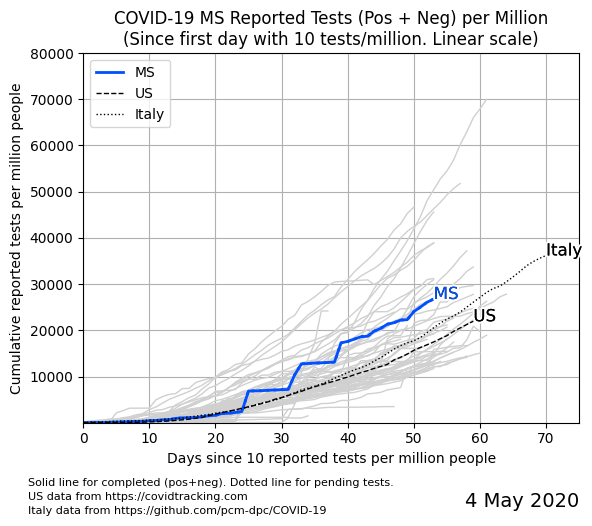 COVID-19 MS Reported Tests (Pos + Neg) per Million
(Since first day with 10 tests/million. Linear scale)
MS
US
Italy
Cumulative reported tests per million people
80000
70000
60000
50000
40000
30000
20000
10000
Italy
MS
US
0 10 20 30 40 50 60 70
Days since 10 reported tests per million people
Solid line for completed (pos+neg). Dotted line for pending tests.
US data from https://covidtracking.com
Italy data from https://github.com/pcm-dpc/COVID-19
4 May 2020